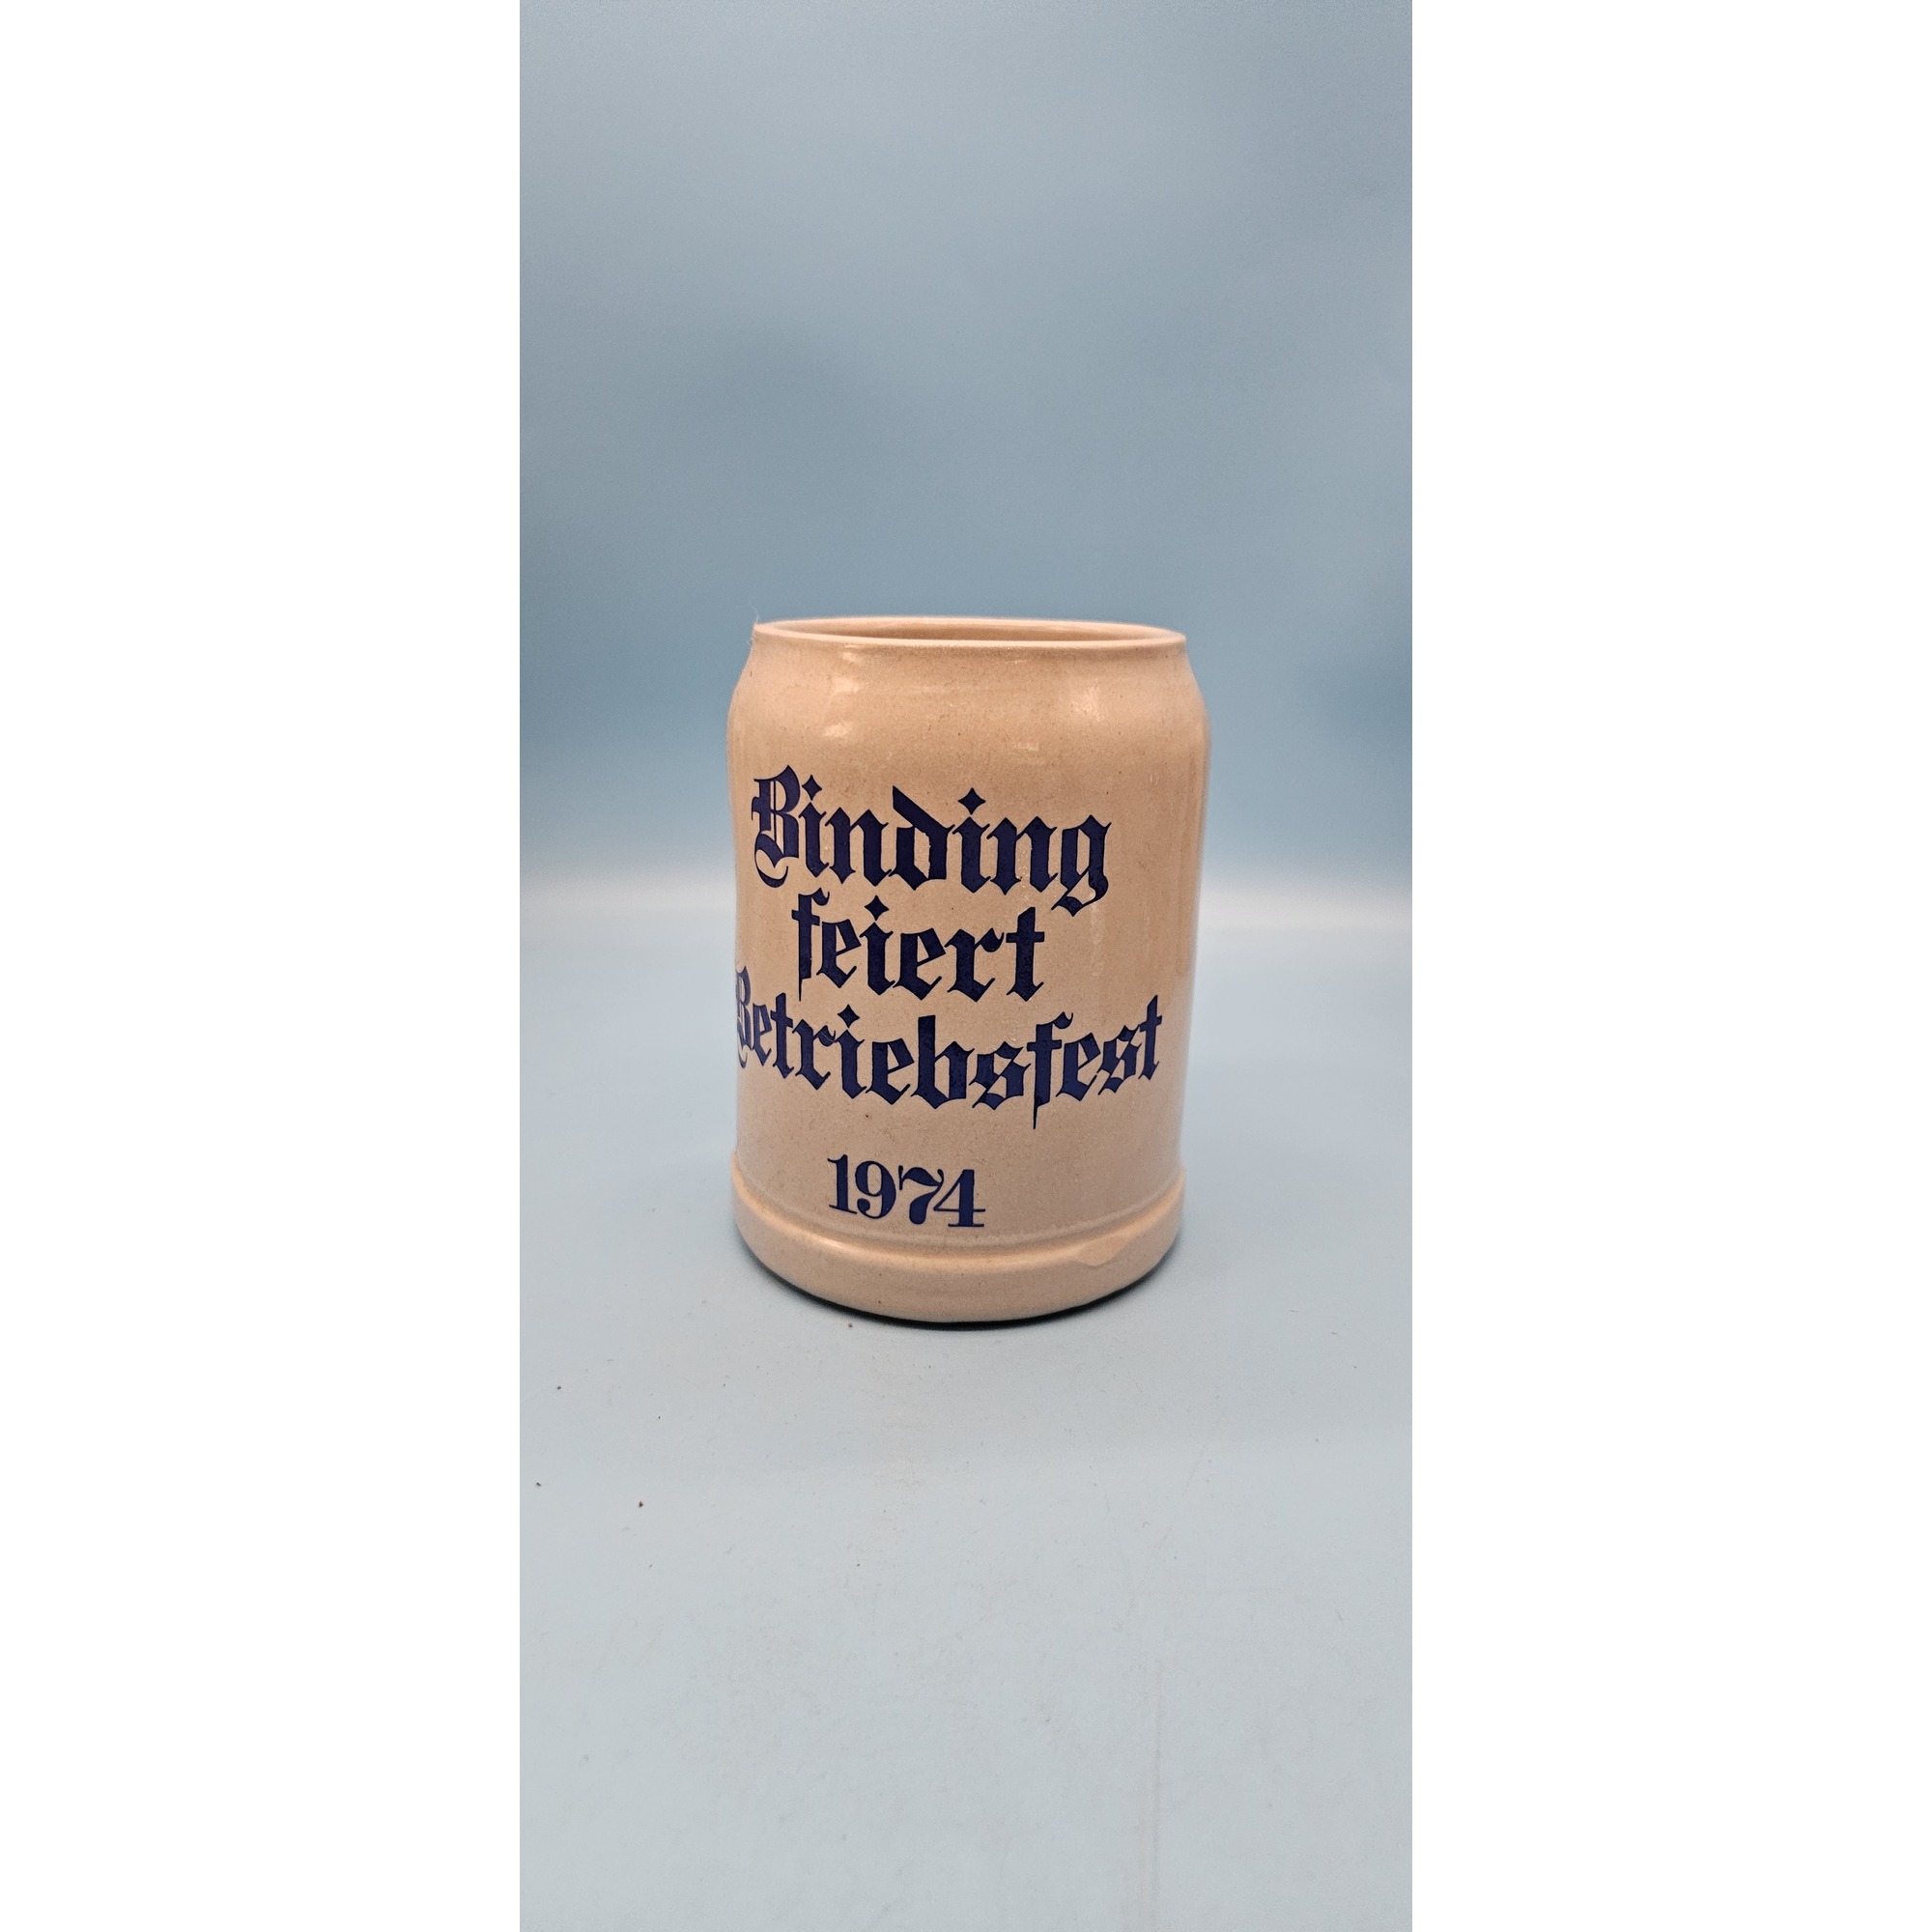 Binding
feiert
Betriebsfest
1974